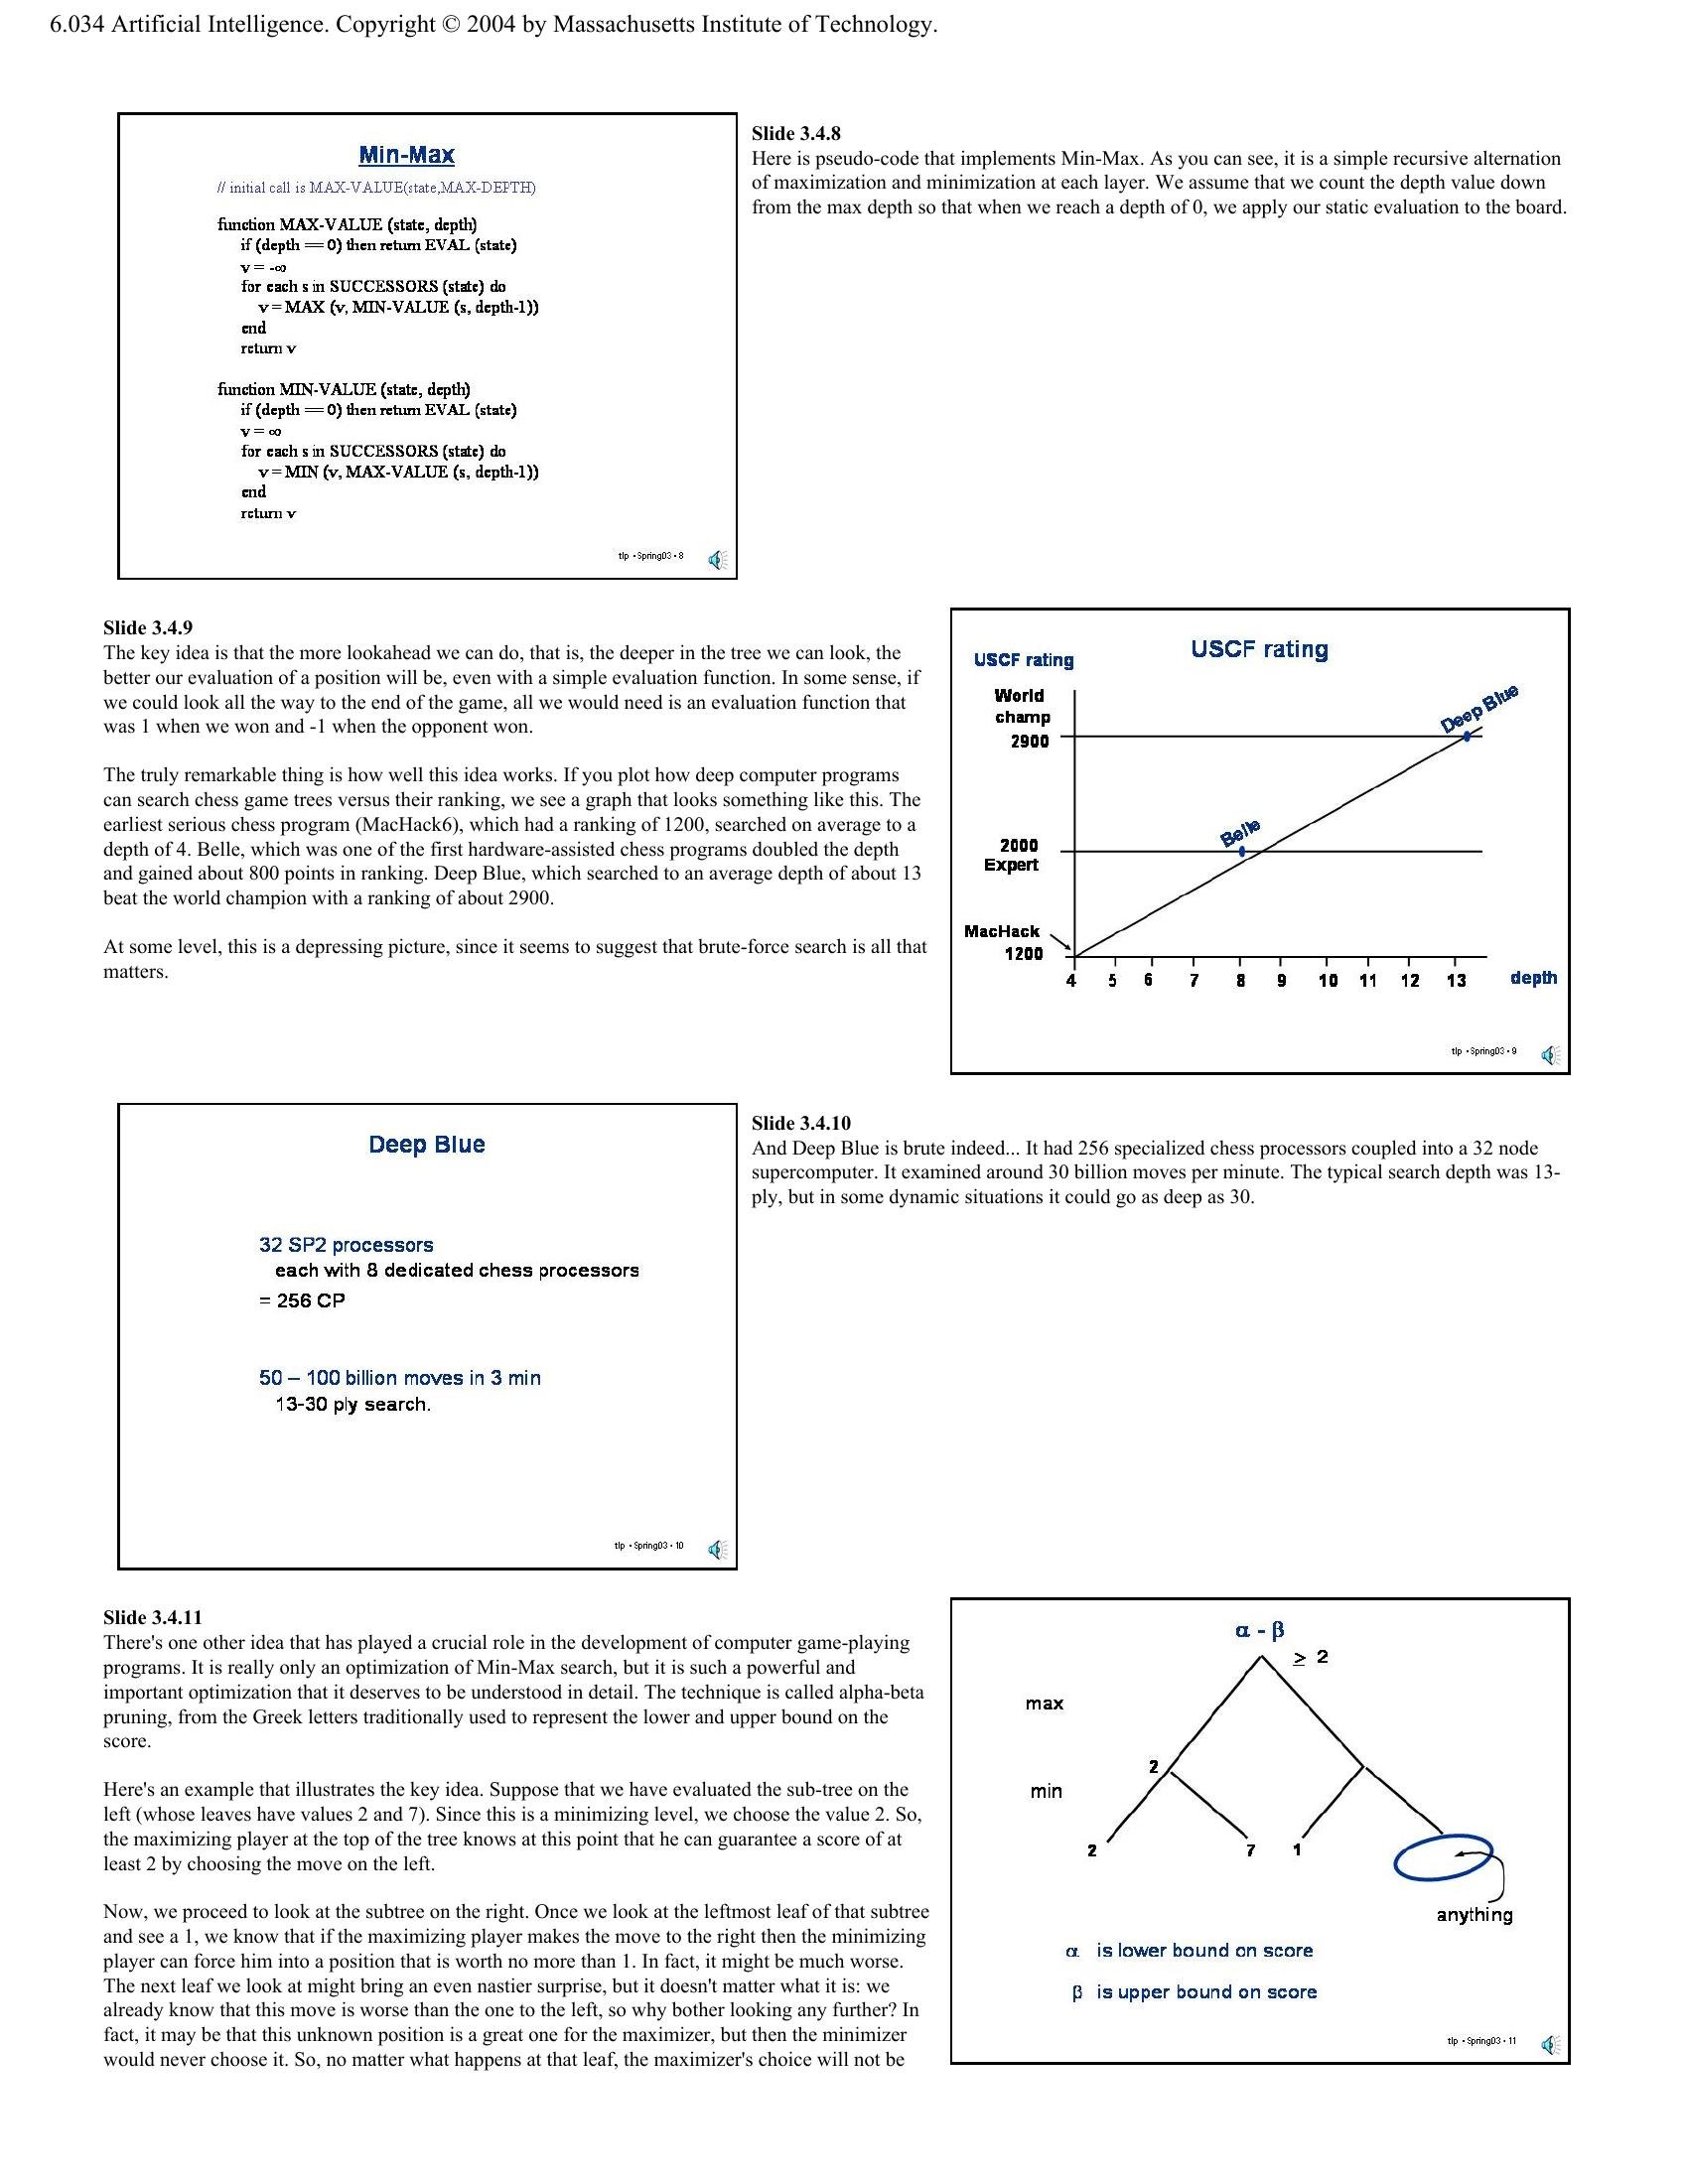 6.034 Artificial Intelligence. Copyright © 2004 by Massachusetts Institute of Technology.
Min-Max
// initial call is MAX-VALUE(state,MAX-DEPTH)
function MAX-VALUE (state, depth)
if (depth == 0) then return EVAL (state)
v = -∞
for each s in SUCCESSORS (state) do
v = MAX (v, MIN-VALUE (s, depth-1))
end
return v
function MIN-VALUE (state, depth)
if (depth == 0) then return EVAL (state)
v = ∞
for each s in SUCCESSORS (state) do
v = MIN (v, MAX-VALUE (s, depth-1))
end
return v
tlp • Spring03 • 8
Slide 3.4.8
Here is pseudo-code that implements Min-Max. As you can see, it is a simple recursive alternation
of maximization and minimization at each layer. We assume that we count the depth value down
from the max depth so that when we reach a depth of 0, we apply our static evaluation to the board.
Slide 3.4.9
The key idea is that the more lookahead we can do, that is, the deeper in the tree we can look, the
better our evaluation of a position will be, even with a simple evaluation function. In some sense, if
we could look all the way to the end of the game, all we would need is an evaluation function that
was 1 when we won and -1 when the opponent won.
The truly remarkable thing is how well this idea works. If you plot how deep computer programs
can search chess game trees versus their ranking, we see a graph that looks something like this. The
earliest serious chess program (MacHack6), which had a ranking of 1200, searched on average to a
depth of 4. Belle, which was one of the first hardware-assisted chess programs doubled the depth
and gained about 800 points in ranking. Deep Blue, which searched to an average depth of about 13
beat the world champion with a ranking of about 2900.
At some level, this is a depressing picture, since it seems to suggest that brute-force search is all that
matters.
USCF rating
USCF rating
World
champ
2900
Deep Blue
Belle
2000
Expert
MacHack
1200
4 5 6 7 8 9 10 11 12 13 depth
tlp • Spring03 • 9
Deep Blue
32 SP2 processors
each with 8 dedicated chess processors
= 256 CP
50 – 100 billion moves in 3 min
13-30 ply search.
tlp • Spring03 • 10
Slide 3.4.10
And Deep Blue is brute indeed... It had 256 specialized chess processors coupled into a 32 node
supercomputer. It examined around 30 billion moves per minute. The typical search depth was 13-
ply, but in some dynamic situations it could go as deep as 30.
Slide 3.4.11
There's one other idea that has played a crucial role in the development of computer game-playing
programs. It is really only an optimization of Min-Max search, but it is such a powerful and
important optimization that it deserves to be understood in detail. The technique is called alpha-beta
pruning, from the Greek letters traditionally used to represent the lower and upper bound on the
score.
Here's an example that illustrates the key idea. Suppose that we have evaluated the sub-tree on the
left (whose leaves have values 2 and 7). Since this is a minimizing level, we choose the value 2. So,
the maximizing player at the top of the tree knows at this point that he can guarantee a score of at
least 2 by choosing the move on the left.
Now, we proceed to look at the subtree on the right. Once we look at the leftmost leaf of that subtree
and see a 1, we know that if the maximizing player makes the move to the right then the minimizing
player can force him into a position that is worth no more than 1. In fact, it might be much worse.
The next leaf we look at might bring an even nastier surprise, but it doesn't matter what it is: we
already know that this move is worse than the one to the left, so why bother looking any further? In
fact, it may be that this unknown position is a great one for the maximizer, but then the minimizer
would never choose it. So, no matter what happens at that leaf, the maximizer's choice will not be
α - β
≥ 2
max
2
min
2 7 1
anything
α is lower bound on score
β is upper bound on score
tlp • Spring03 • 11